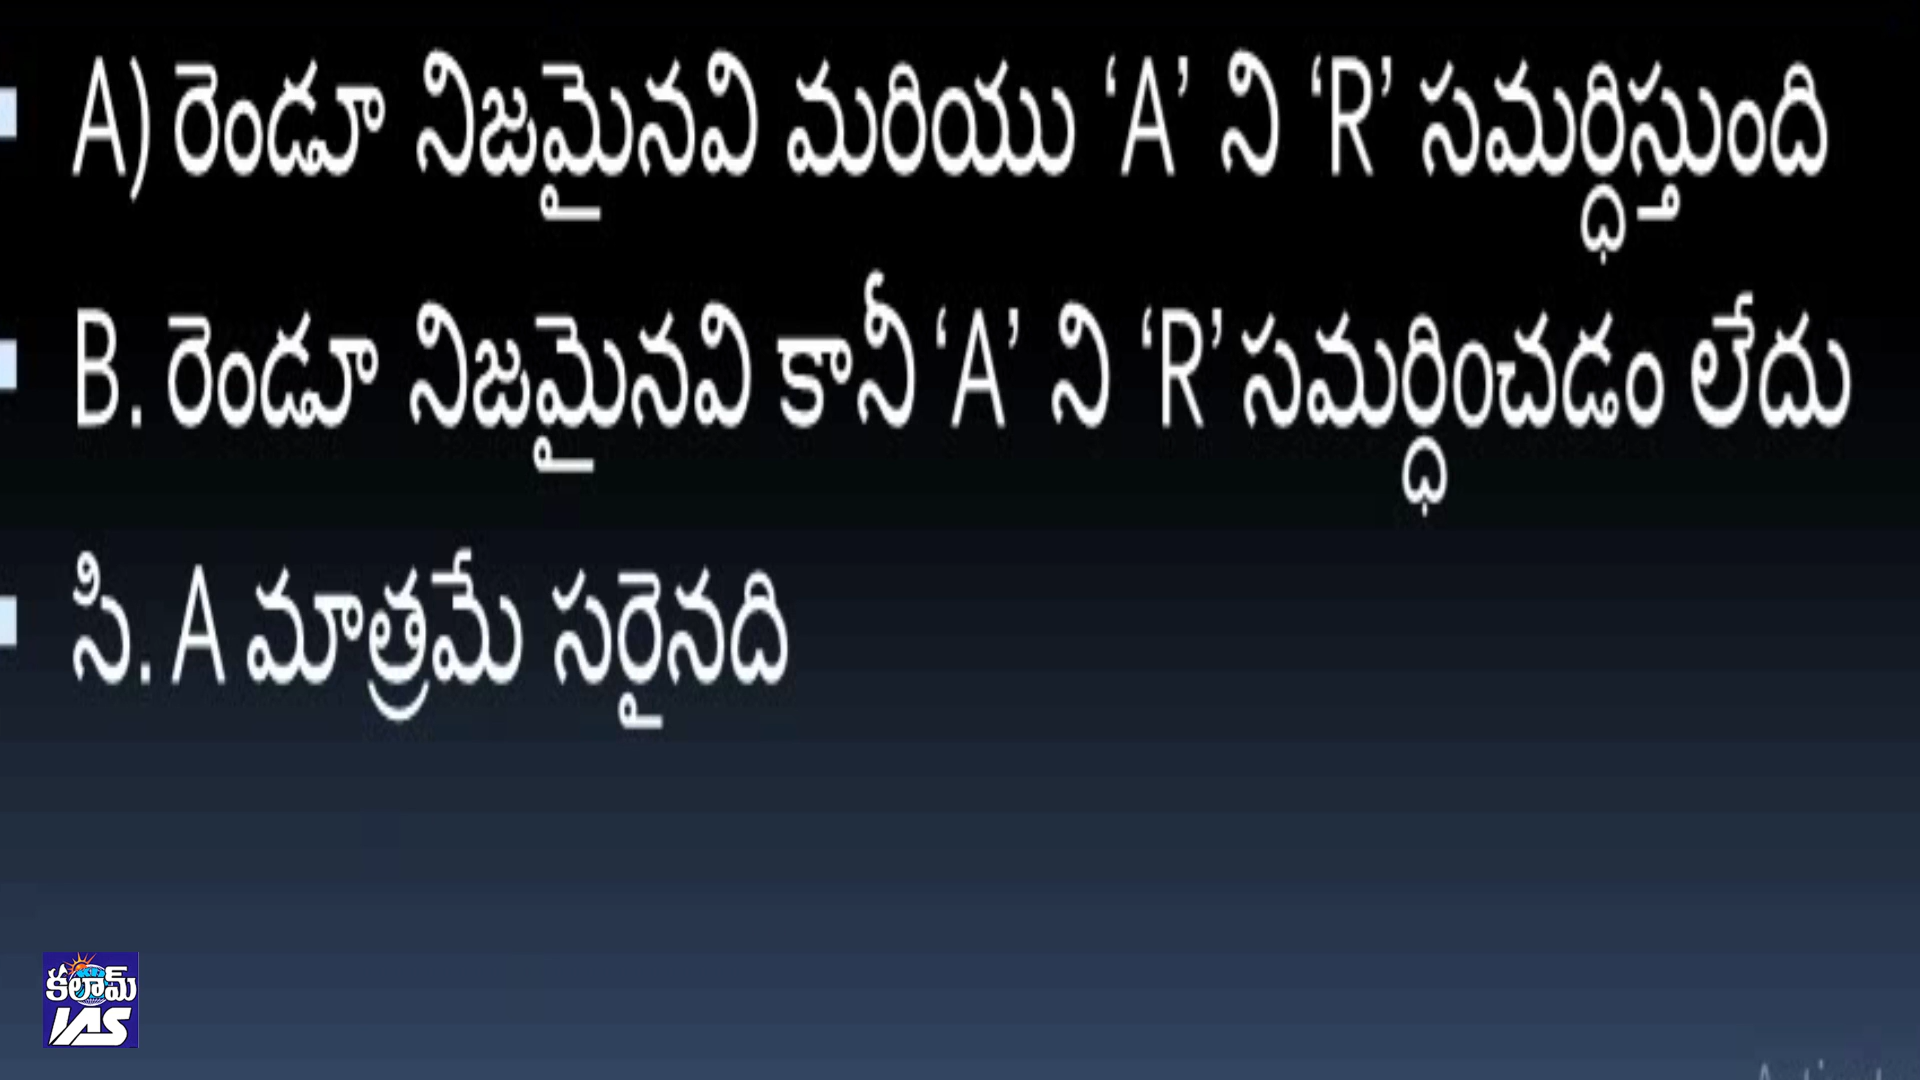 A) రెండూ నిజమైనవి మరియు ‘A’ ని ‘R’ సమర్ధిస్తుంది
B. రెండూ నిజమైనవి కానీ ‘A’ ని ‘R’ సమర్ధించడం లేదు
సి. A మాత్రమే సరైనది
కలామ్
IAS